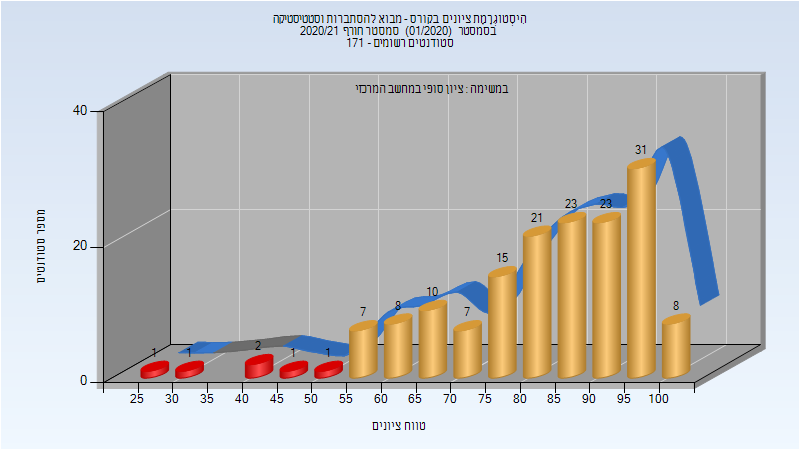 היסטוגרמת ציונים בקורס - מבוא להסתברות וסטטיסטיקה
בסמסטר (01/2020) סמסטר חורף 2020/21
סטודנטים רשומים - 171
במשימה : ציון סופי במחשב המרכזי
מספר סטודנטים
40
20
0
1
1
2
1
1
7
8
10
7
15
21
23
23
31
8
25 30 35 40 45 50 55 60 65 70 75 80 85 90 95 100
טווח ציונים